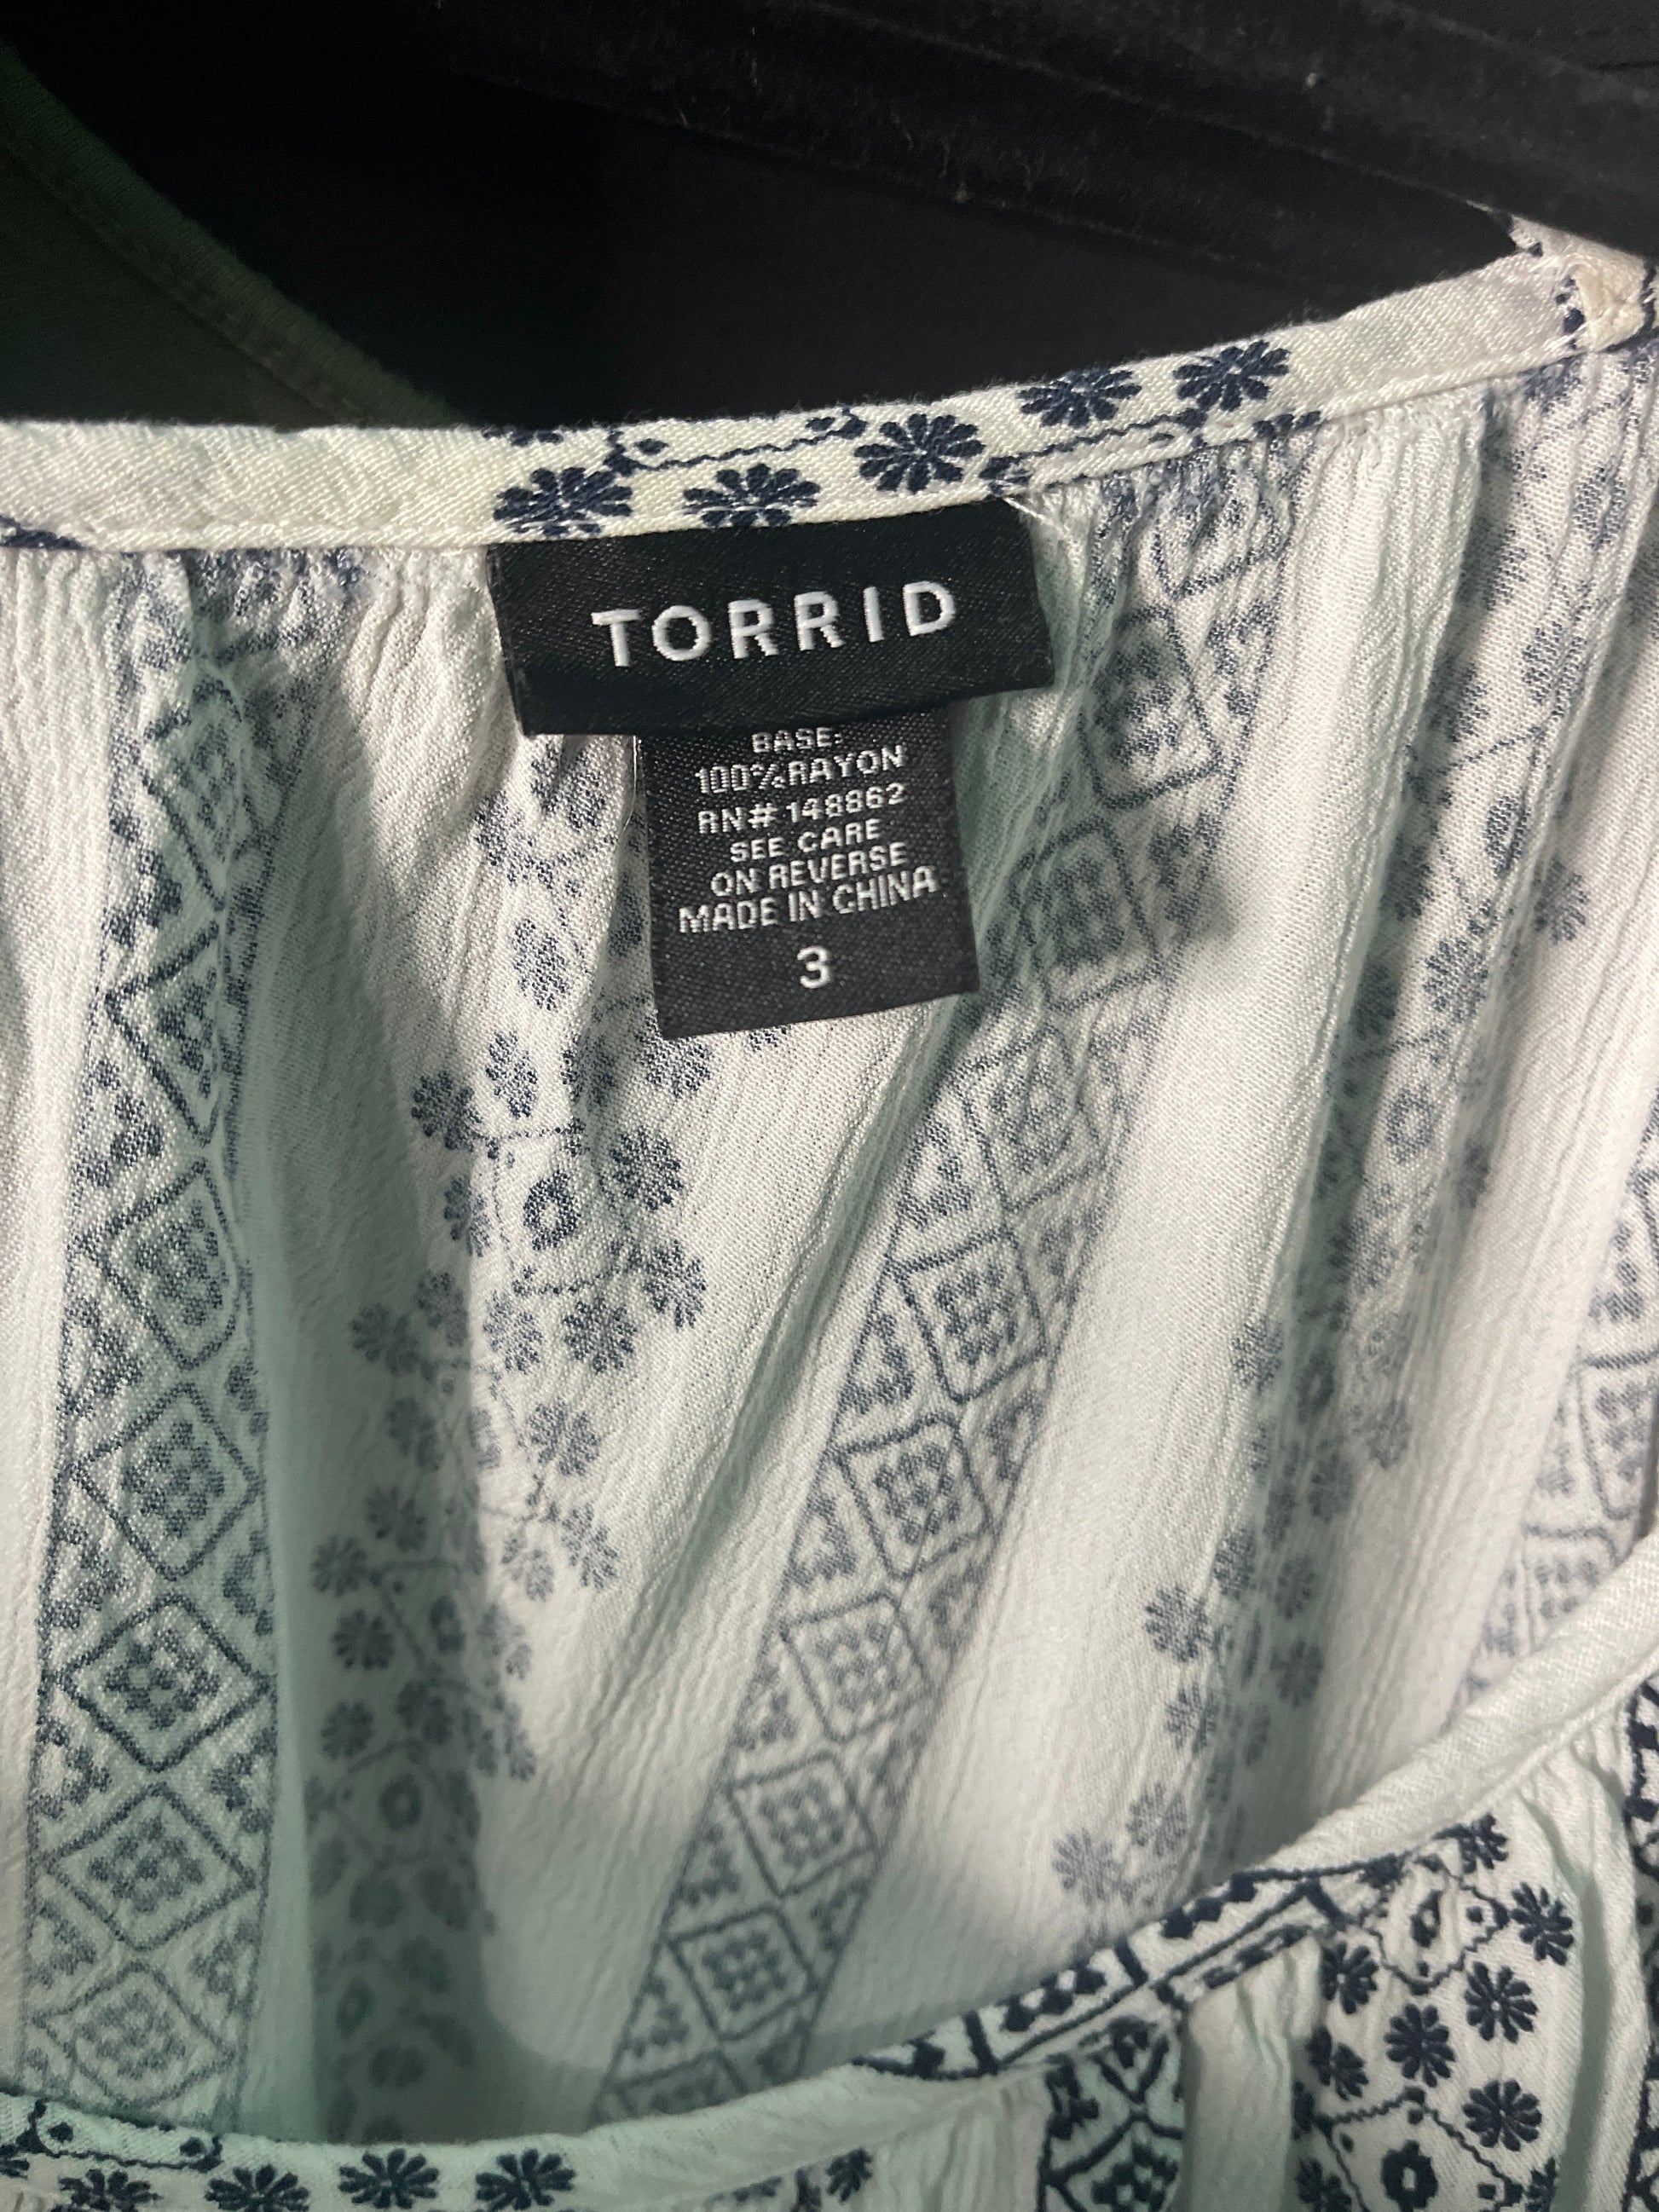 TORRID
BASE:
100%RAYON
RN# 148862
SEE CARE
ON REVERSE
MADE IN CHINA
3